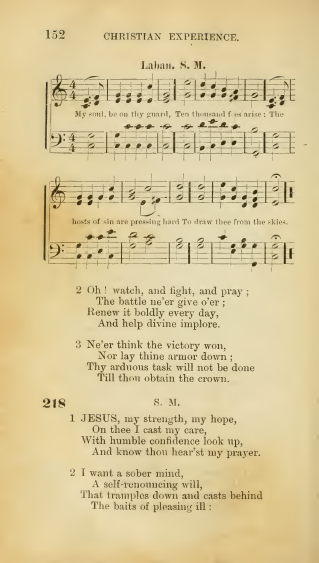 152 CHRISTIAN EXPERIENCE.
Laban. S. M.
My soul, be on thy guard, Ten thousand foes arise; The
hosts of sin are pressing hard To draw thee from the skies.
2 Oh! watch, and fight, and pray;
The battle ne'er give o'er;
Renew it boldly every day,
And help divine implore.
3 Ne'er think the victory won,
Nor lay thine armor down;
Thy arduous task will not be done
Till thou obtain the crown.
218 S. M.
1 JESUS, my strength, my hope,
On thee I cast my care,
With humble confidence look up,
And know thou hear'st my prayer.
2 I want a sober mind,
A self-renouncing will,
That tramples down and casts behind
The baits of pleasing ill: